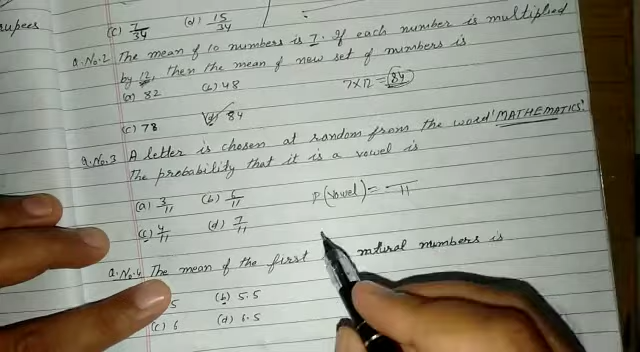 rupees
(c) 7/34 (d) 15/34
Q.No.2 The mean of 10 numbers is 7. If each number is multiplied
by 12, then the mean of new set of numbers is
(a) 82 (b) 48 7×12 = 84
(c) 78 (d) 84
Q.No.3 A letter is chosen at random from the word 'MATHEMATICS'.
The probability that it is a vowel is
(a) 3/11 (b) 6/11 P(vowel) = /11
(c) 4/11 (d) 7/11
Q.No.4 The mean of the first natural numbers is
5 (b) 5.5
(c) 6 (d) 6.5